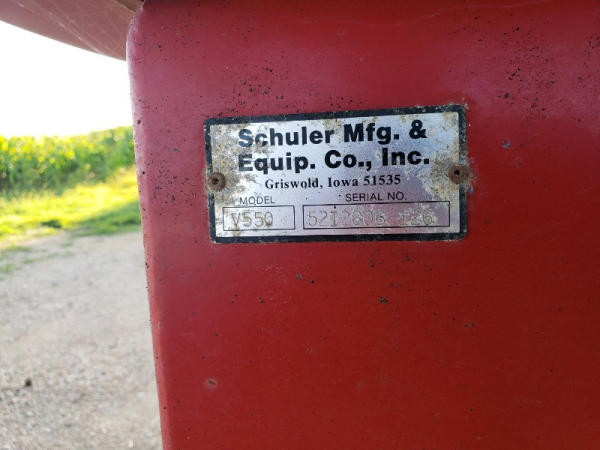 Schuler Mfg. &
Equip. Co., Inc.
Griswold, Iowa 51535
MODEL SERIAL NO.
V550